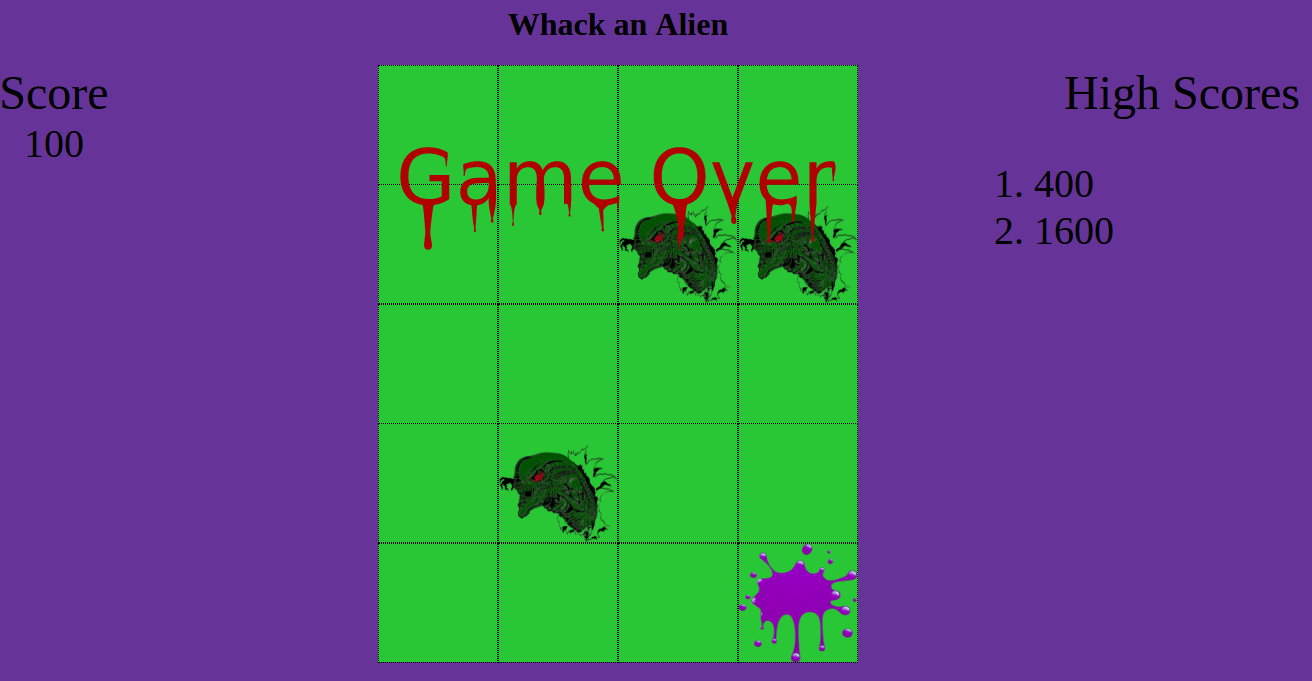 Whack an Alien
Score
100
Game Over
High Scores
1. 400
2. 1600